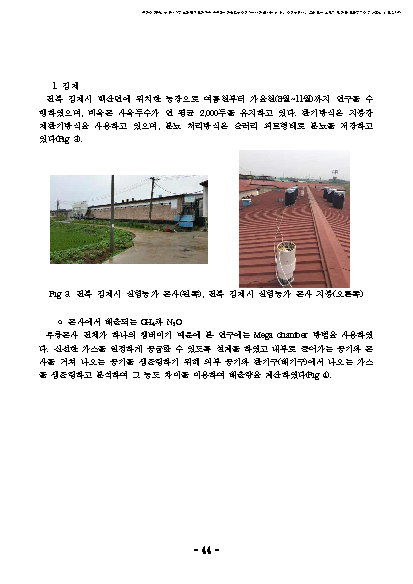 1. 김제
전북 김제시 백산면에 위치한 농장으로 여름철부터 가을철(8월~11월)까지 연구를 수
행하였으며, 비육돈 사육두수가 연 평균 2,000두를 유지하고 있다. 환기방식은 지붕강
제환기방식을 사용하고 있으며, 분뇨 처리방식은 슬러리 피트형태로 분뇨를 저장하고
있다(Fig 3).
Fig 3. 전북 김제시 실험농가 돈사(왼쪽), 전북 김제시 실험농가 돈사 지붕(오른쪽)
○ 돈사에서 배출되는 CH₄와 N₂O
무창돈사 전체가 하나의 챔버이기 때문에 본 연구에는 Mega chamber 방법을 사용하였
다. 신선한 가스를 일정하게 공급할 수 있도록 설계를 하였고 내부로 들어가는 공기와 돈
사를 거쳐 나오는 공기를 샘플링하기 위해 외부 공기와 환기구(배기구)에서 나오는 가스
를 샘플링하고 분석하여 그 농도 차이를 이용하여 배출량을 계산하였다(Fig 4).
- 44 -